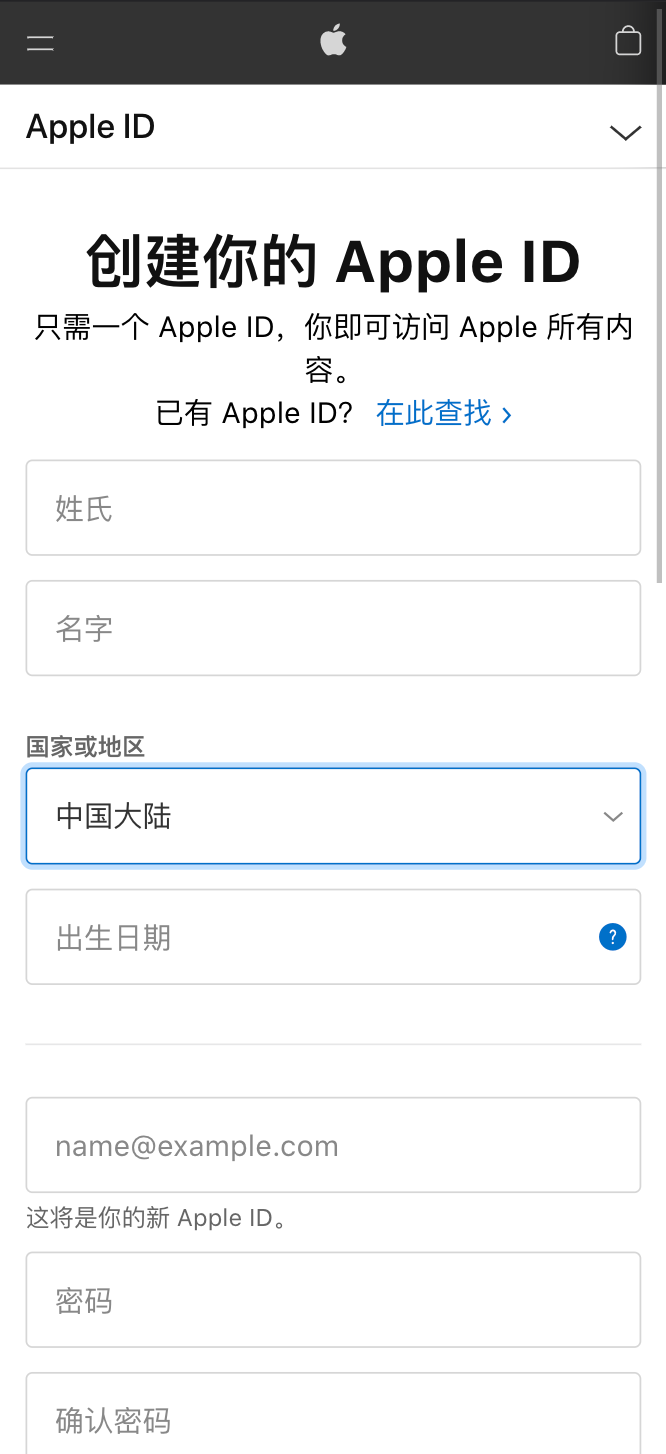 Apple ID
创建你的 Apple ID
只需一个 Apple ID，你即可访问 Apple 所有内
容。
已有 Apple ID？ 在此查找 ›
姓氏
名字
国家或地区
中国大陆
出生日期
?
name@example.com
这将是你的新 Apple ID。
密码
确认密码